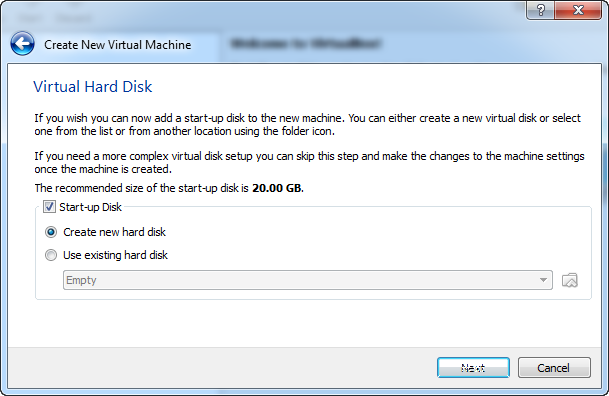 Create New Virtual Machine
Welcome to VirtualBox!
Virtual Hard Disk
If you wish you can now add a start-up disk to the new machine. You can either create a new virtual disk or select
one from the list or from another location using the folder icon.
If you need a more complex virtual disk setup you can skip this step and make the changes to the machine settings
once the machine is created.
The recommended size of the start-up disk is 20.00 GB.
Start-up Disk
Create new hard disk
Use existing hard disk
Empty
Next
Cancel